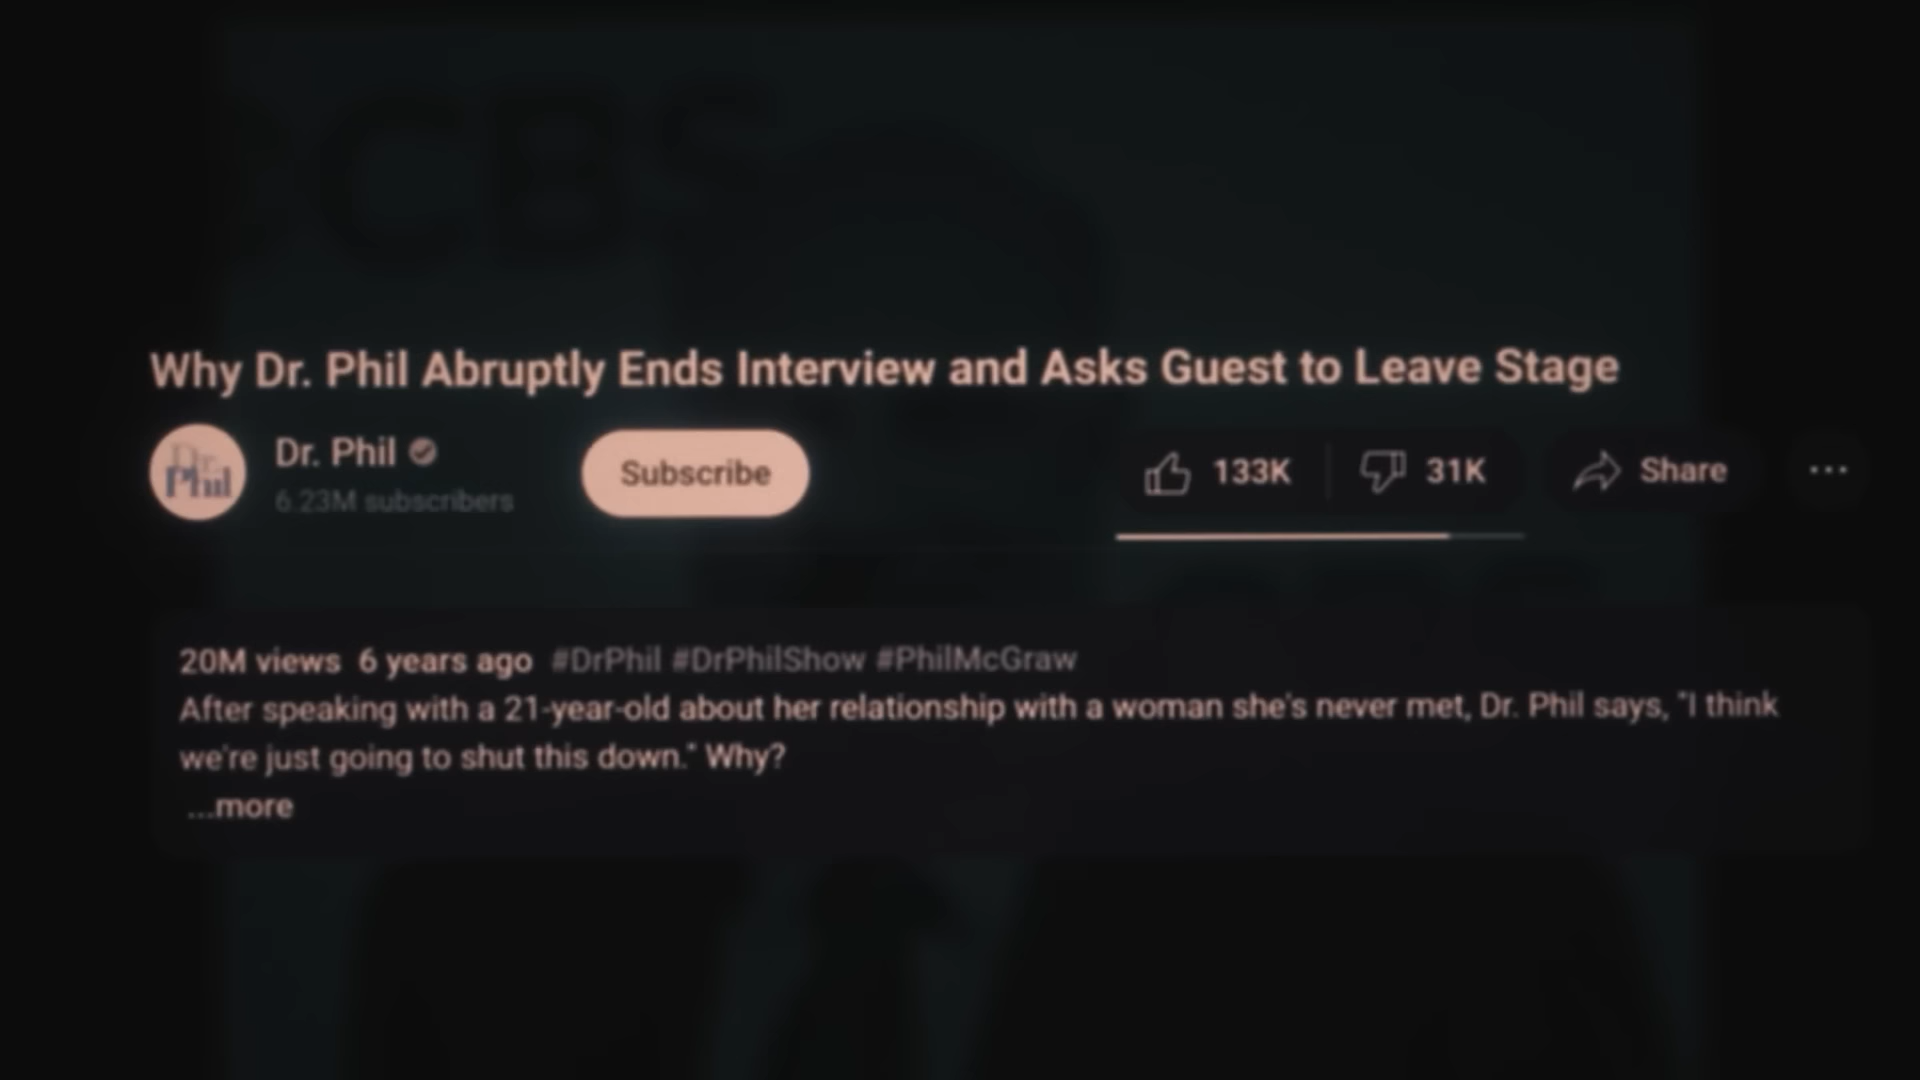 CBS
Why Dr. Phil Abruptly Ends Interview and Asks Guest to Leave Stage
Dr. Phil
Dr. Phil
6.23M subscribers
Subscribe
133K
31K
Share
20M views 6 years ago #DrPhil #DrPhilShow #PhilMcGraw
After speaking with a 21-year-old about her relationship with a woman she's never met, Dr. Phil says, "I think
we're just going to shut this down." Why?
...more